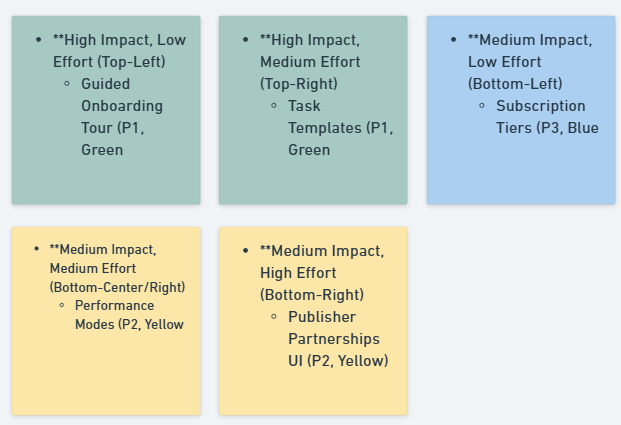 **High Impact, Low
Effort (Top-Left)
Guided
Onboarding
Tour (P1,
Green
**High Impact,
Medium Effort
(Top-Right)
Task
Templates (P1,
Green
**Medium Impact,
Low Effort
(Bottom-Left)
Subscription
Tiers (P3, Blue
**Medium Impact,
Medium Effort
(Bottom-Center/Right)
Performance
Modes (P2, Yellow
**Medium Impact,
High Effort
(Bottom-Right)
Publisher
Partnerships
UI (P2, Yellow)